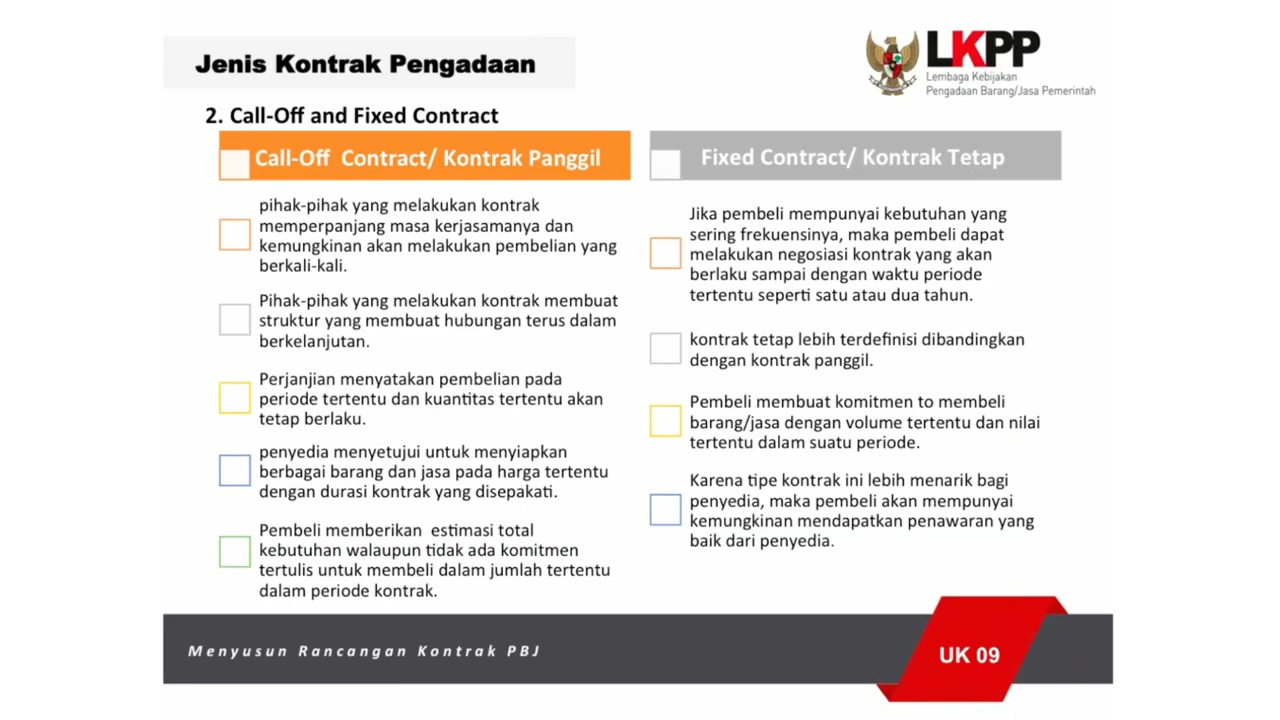 Jenis Kontrak Pengadaan
LKPP
Lembaga Kebijakan
Pengadaan Barang/Jasa Pemerintah
2. Call-Off and Fixed Contract
Call-Off Contract/ Kontrak Panggil
pihak-pihak yang melakukan kontrak
memperpanjang masa kerjasamanya dan
kemungkinan akan melakukan pembelian yang
berkali-kali.
Pihak-pihak yang melakukan kontrak membuat
struktur yang membuat hubungan terus dalam
berkelanjutan.
Perjanjian menyatakan pembelian pada
periode tertentu dan kuantitas tertentu akan
tetap berlaku.
penyedia menyetujui untuk menyiapkan
berbagai barang dan jasa pada harga tertentu
dengan durasi kontrak yang disepakati.
Pembeli memberikan estimasi total
kebutuhan walaupun tidak ada komitmen
tertulis untuk membeli dalam jumlah tertentu
dalam periode kontrak.
Fixed Contract/ Kontrak Tetap
Jika pembeli mempunyai kebutuhan yang
sering frekuensinya, maka pembeli dapat
melakukan negosiasi kontrak yang akan
berlaku sampai dengan waktu periode
tertentu seperti satu atau dua tahun.
kontrak tetap lebih terdefinisi dibandingkan
dengan kontrak panggil.
Pembeli membuat komitmen to membeli
barang/jasa dengan volume tertentu dan nilai
tertentu dalam suatu periode.
Karena tipe kontrak ini lebih menarik bagi
penyedia, maka pembeli akan mempunyai
kemungkinan mendapatkan penawaran yang
baik dari penyedia.
Menyusun Rancangan Kontrak PBJ
UK 09